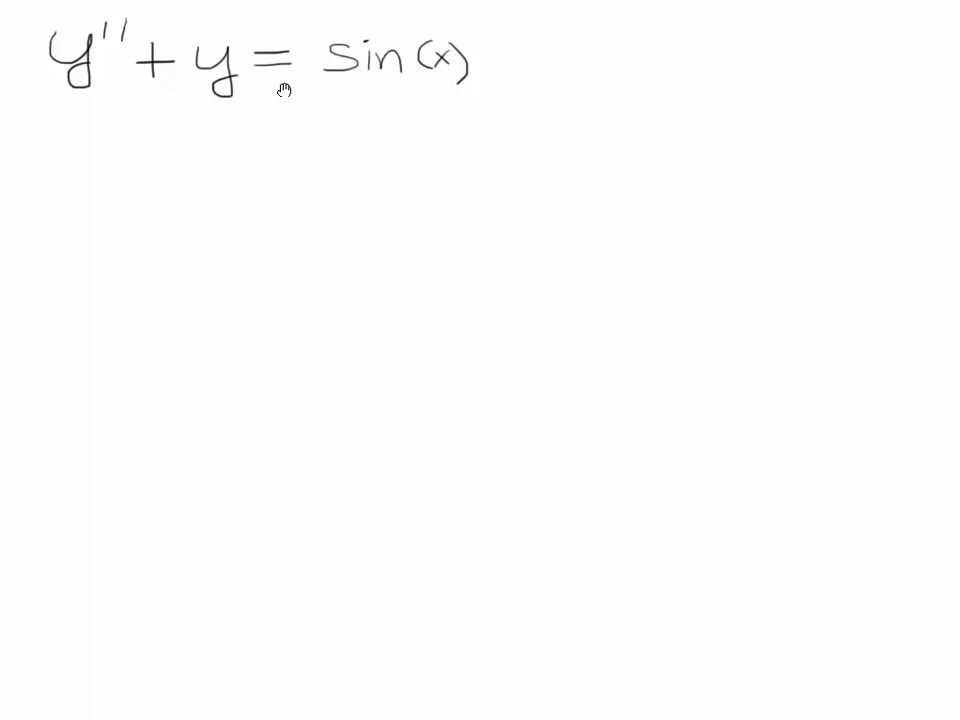 y'' + y = sin(x)